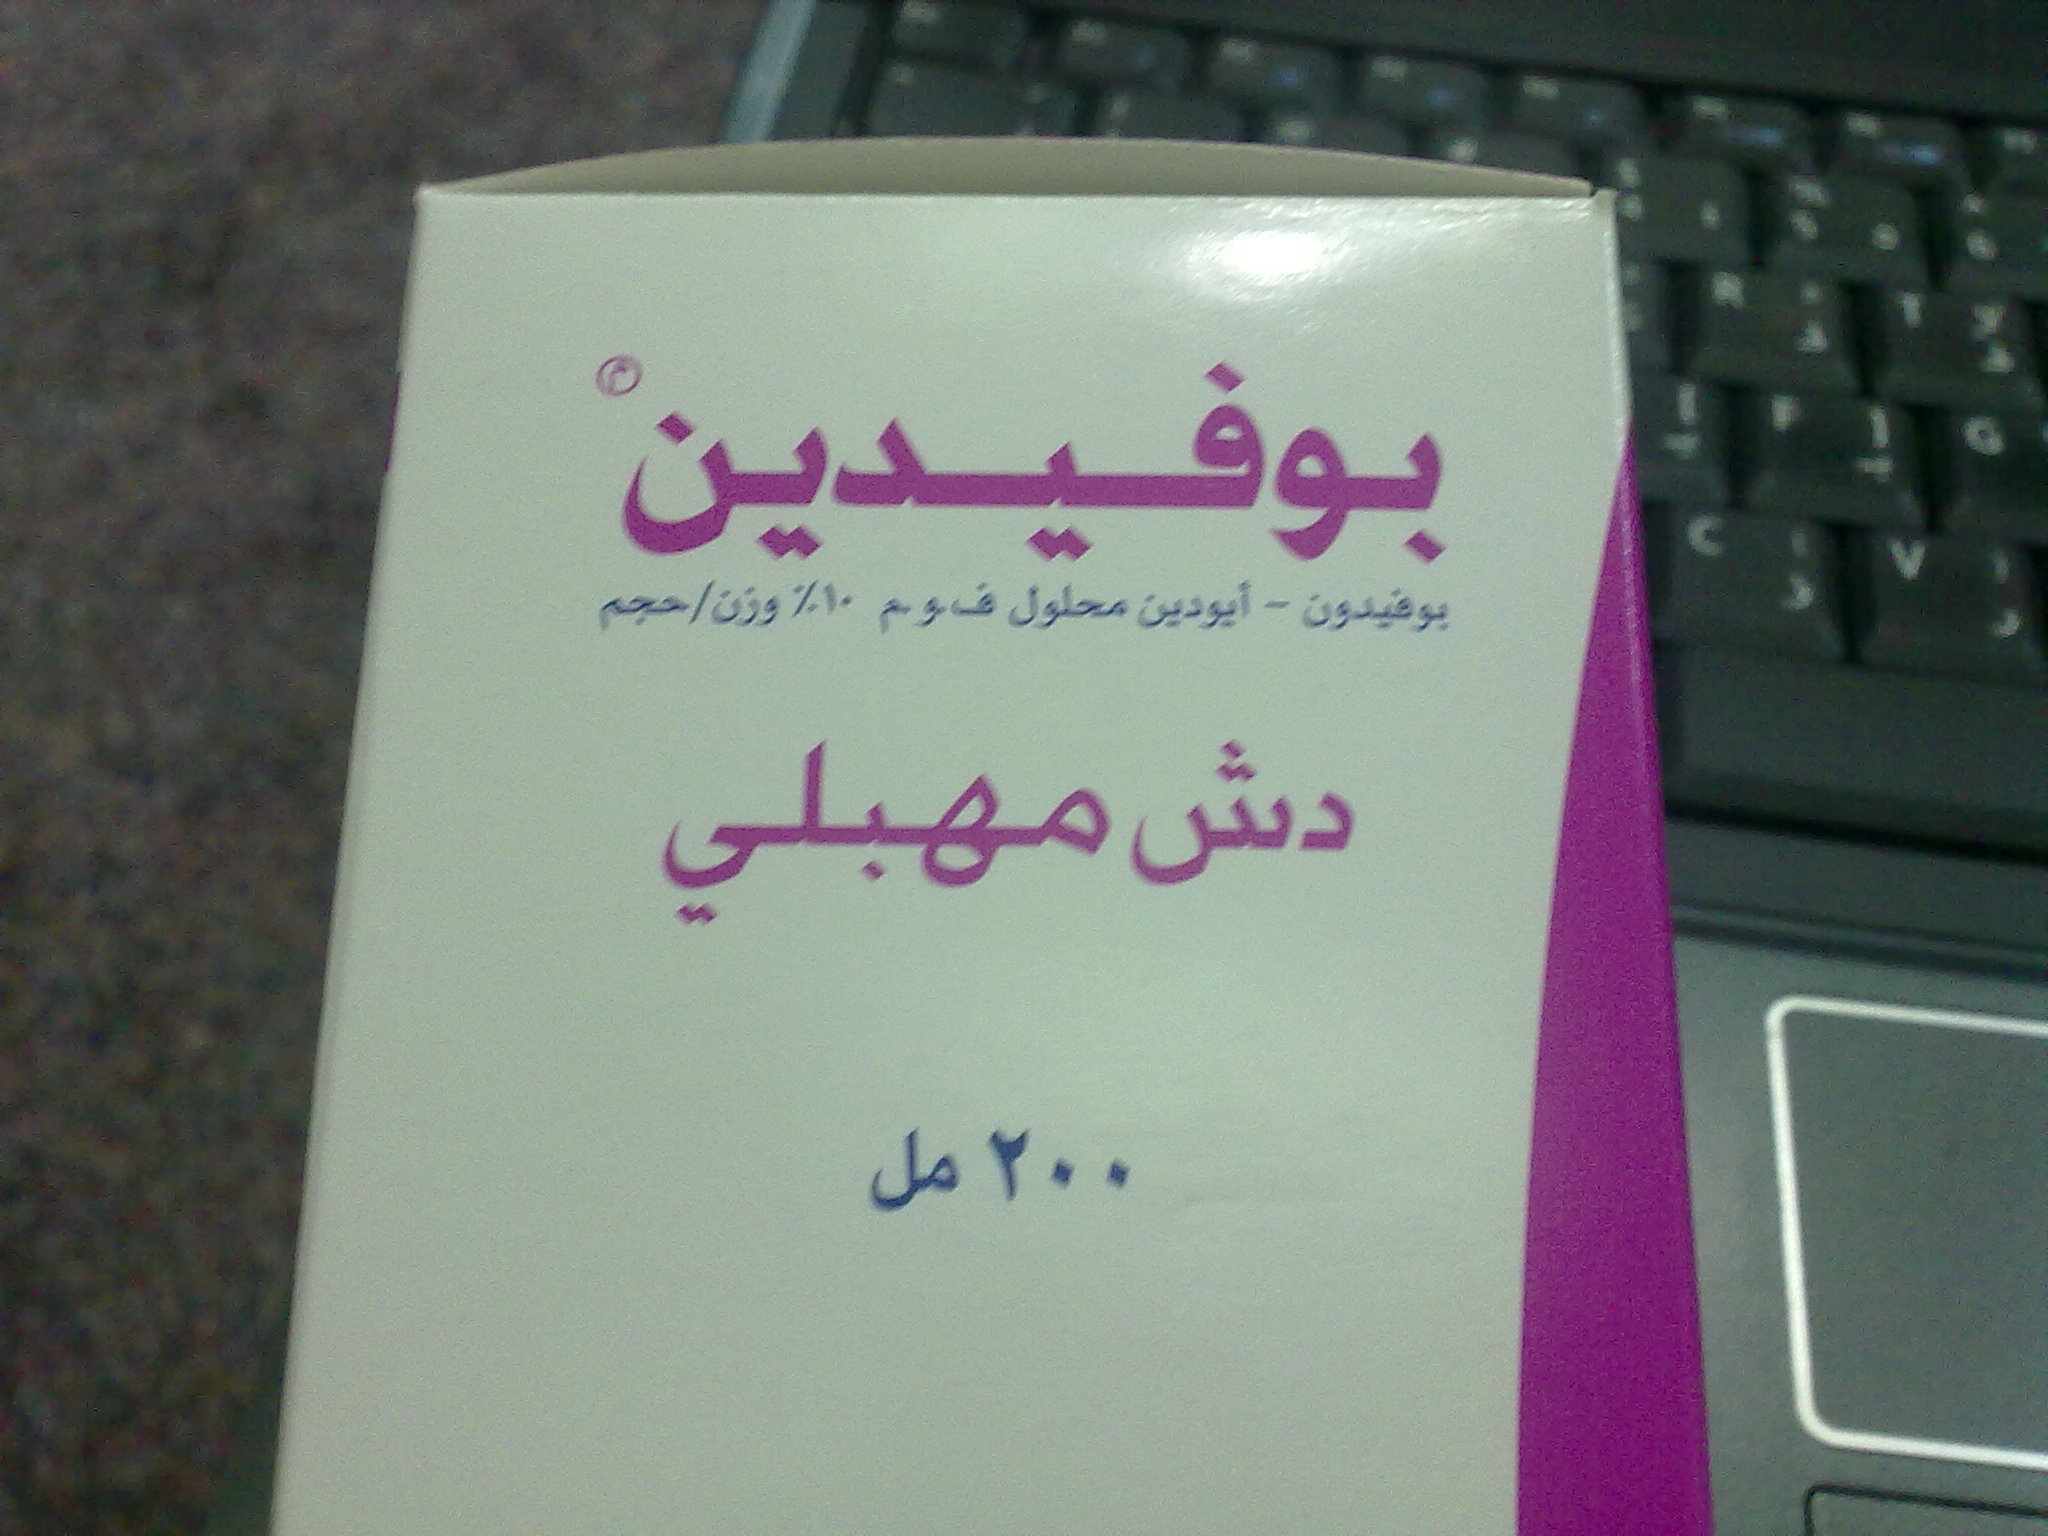 بوفيدين
م
بوفيدون - أيودين محلول ف.و.م ١٠٪ وزن/حجم
دش مهبلي
٢٠٠ مل
R
T
F
G
C
V